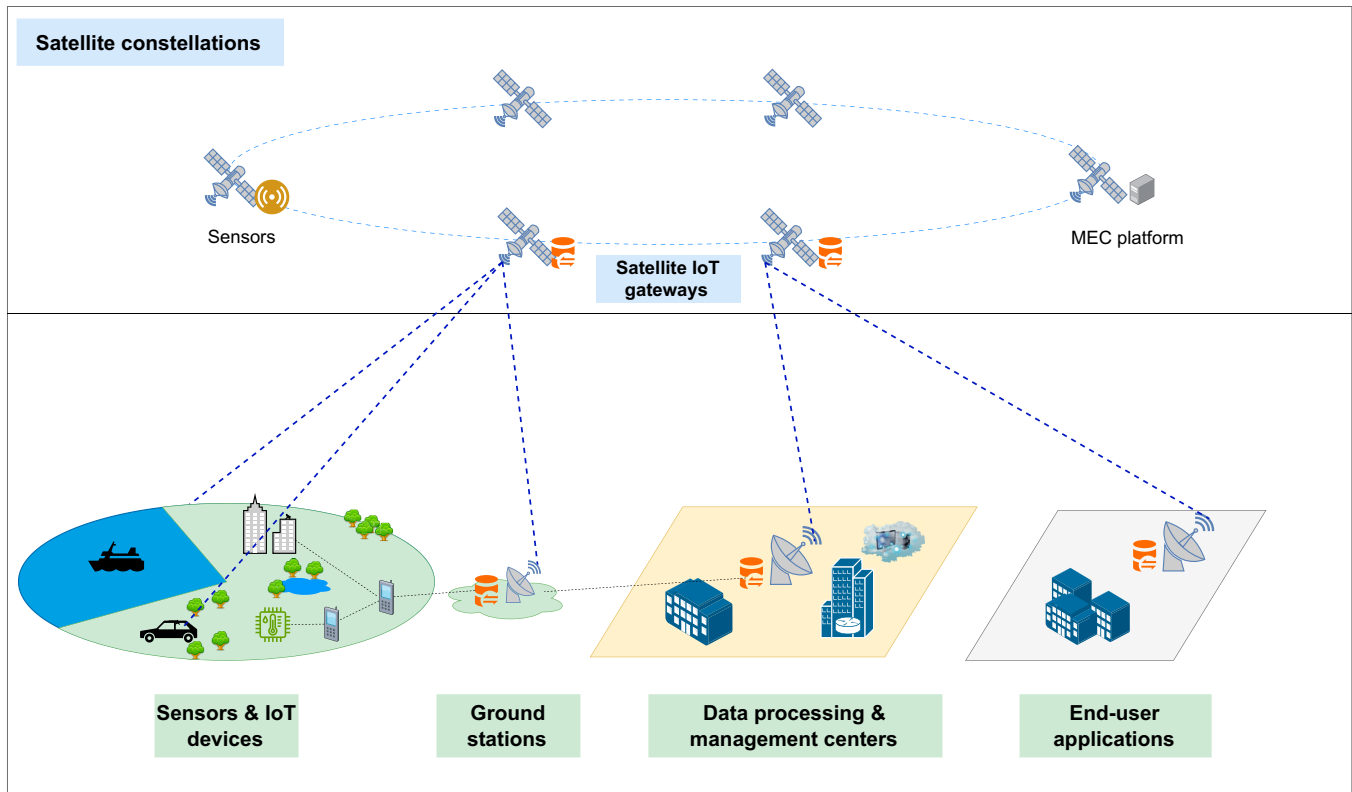 Satellite constellations
Sensors
MEC platform
Satellite IoT
gateways
Sensors & IoT
devices
Ground
stations
Data processing &
management centers
End-user
applications